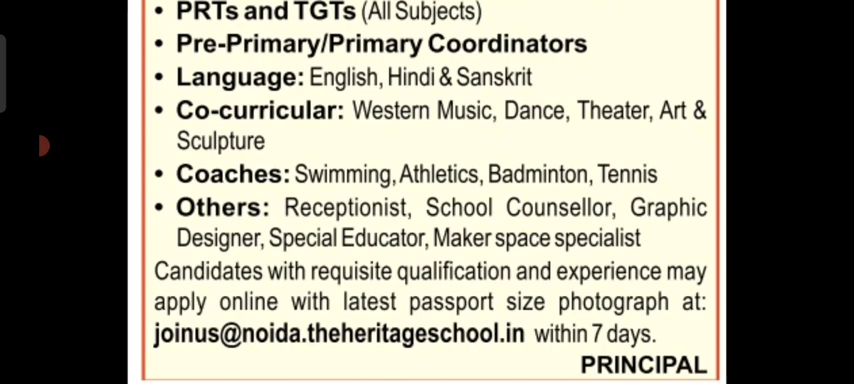 • PRTs and TGTs (All Subjects)
• Pre-Primary/Primary Coordinators
• Language: English, Hindi & Sanskrit
• Co-curricular: Western Music, Dance, Theater, Art &
Sculpture
• Coaches: Swimming, Athletics, Badminton, Tennis
• Others: Receptionist, School Counsellor, Graphic
Designer, Special Educator, Maker space specialist
Candidates with requisite qualification and experience may
apply online with latest passport size photograph at:
joinus@noida.theheritageschool.in within 7 days.
PRINCIPAL